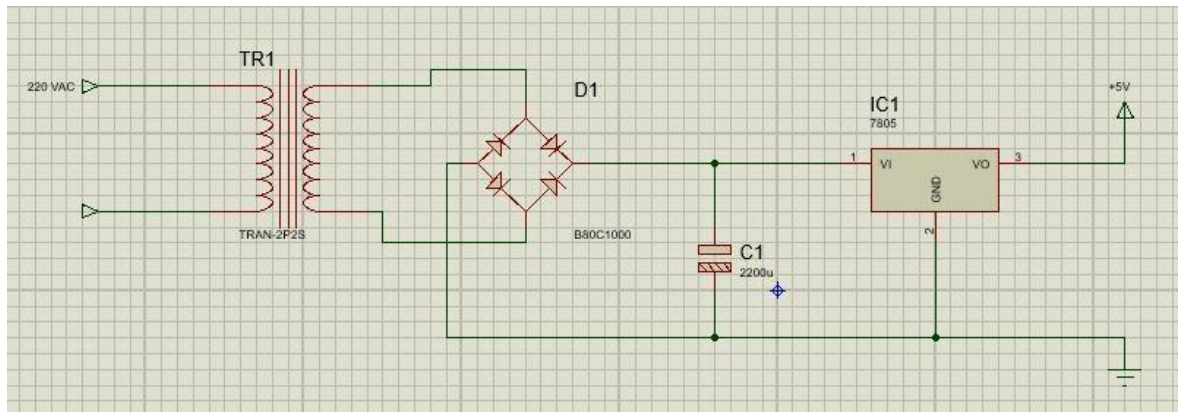 TR1
220 VAC
TRAN-2P2S
D1
B80C1000
C1
2200u
IC1
7805
1
VI
VO
3
GND
2
+5V